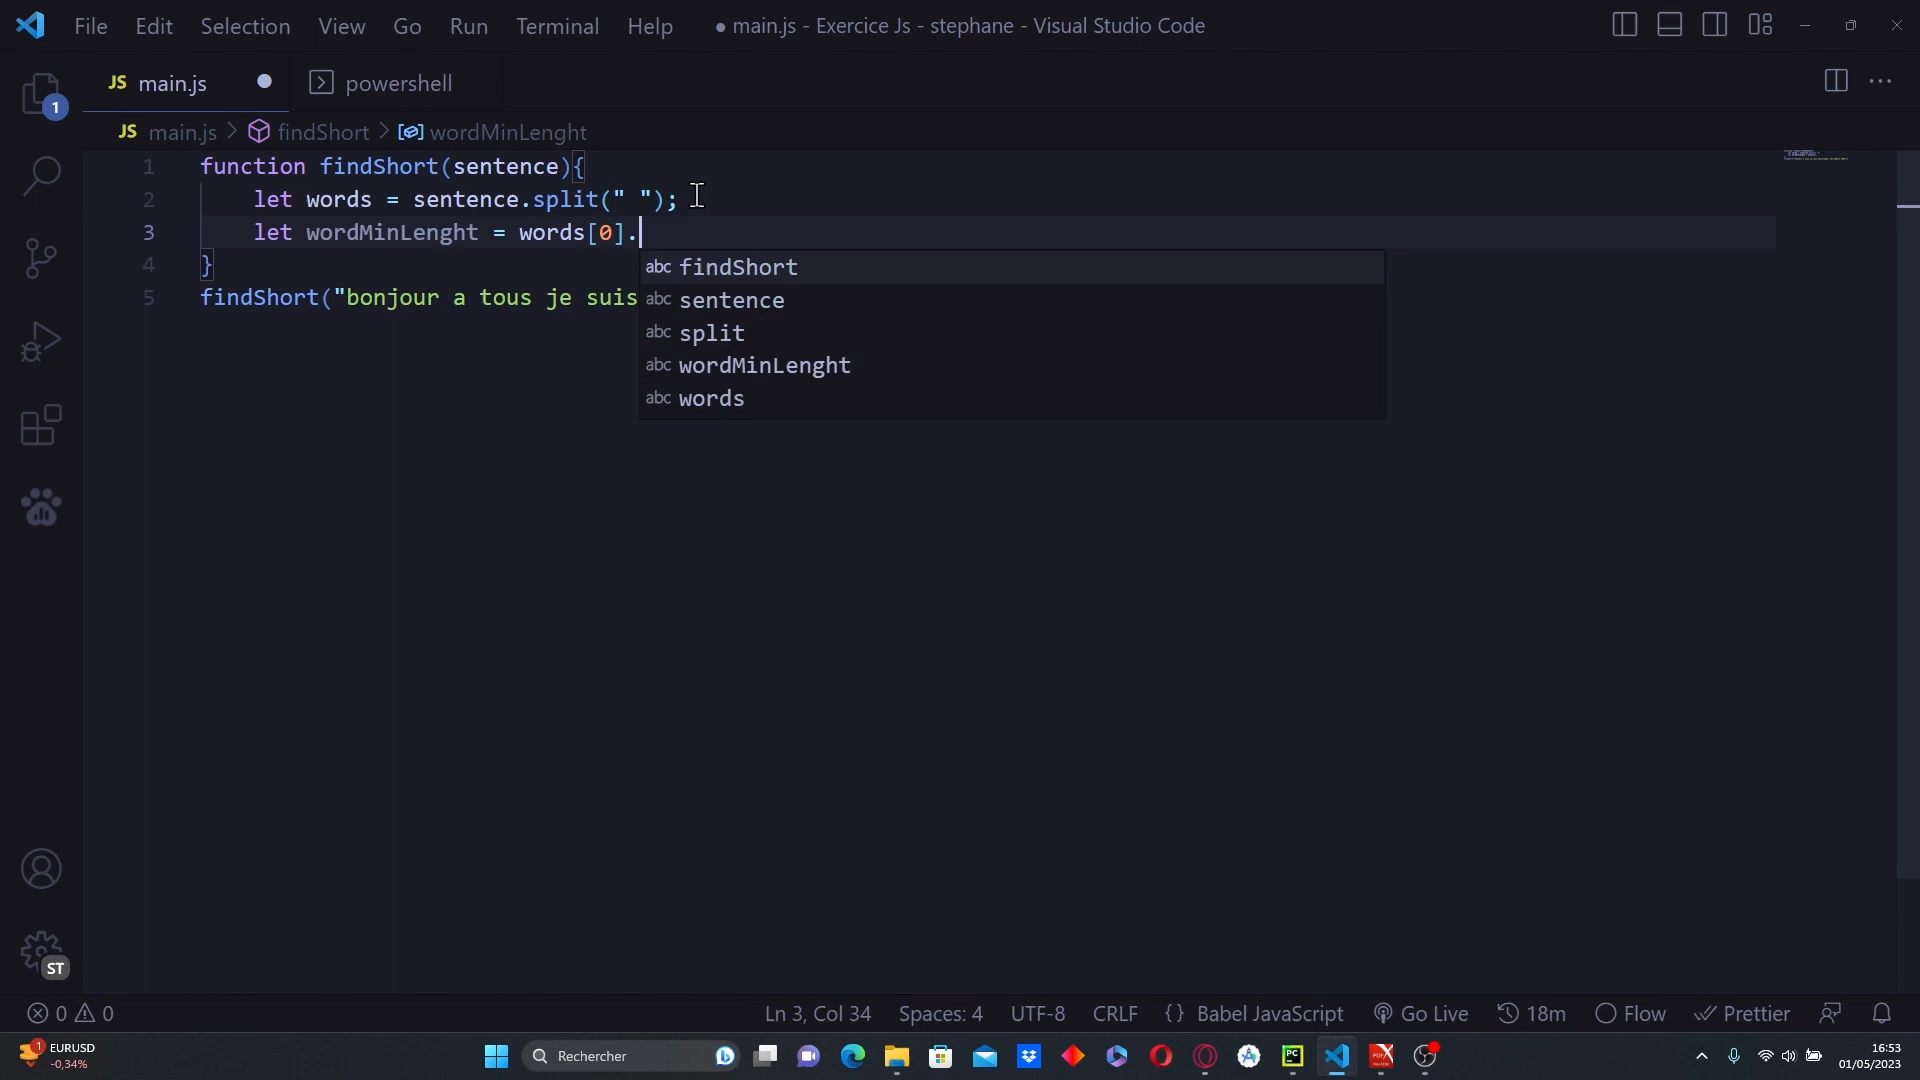 File Edit Selection View Go Run Terminal Help ● main.js - Exercice Js - stephane - Visual Studio Code
JS main.js powershell
1
JS main.js > findShort > wordMinLenght
1 function findShort(sentence){
2 let words = sentence.split(" ");
3 let wordMinLenght = words[0].
4 }
5 findShort("bonjour a tous je suis
abc findShort
abc sentence
abc split
abc wordMinLenght
abc words
ST
0 0 Ln 3, Col 34 Spaces: 4 UTF-8 CRLF {} Babel JavaScript Go Live 18m Flow Prettier
1 EURUSD
-0,34%
Rechercher
PC
16:53
01/05/2023